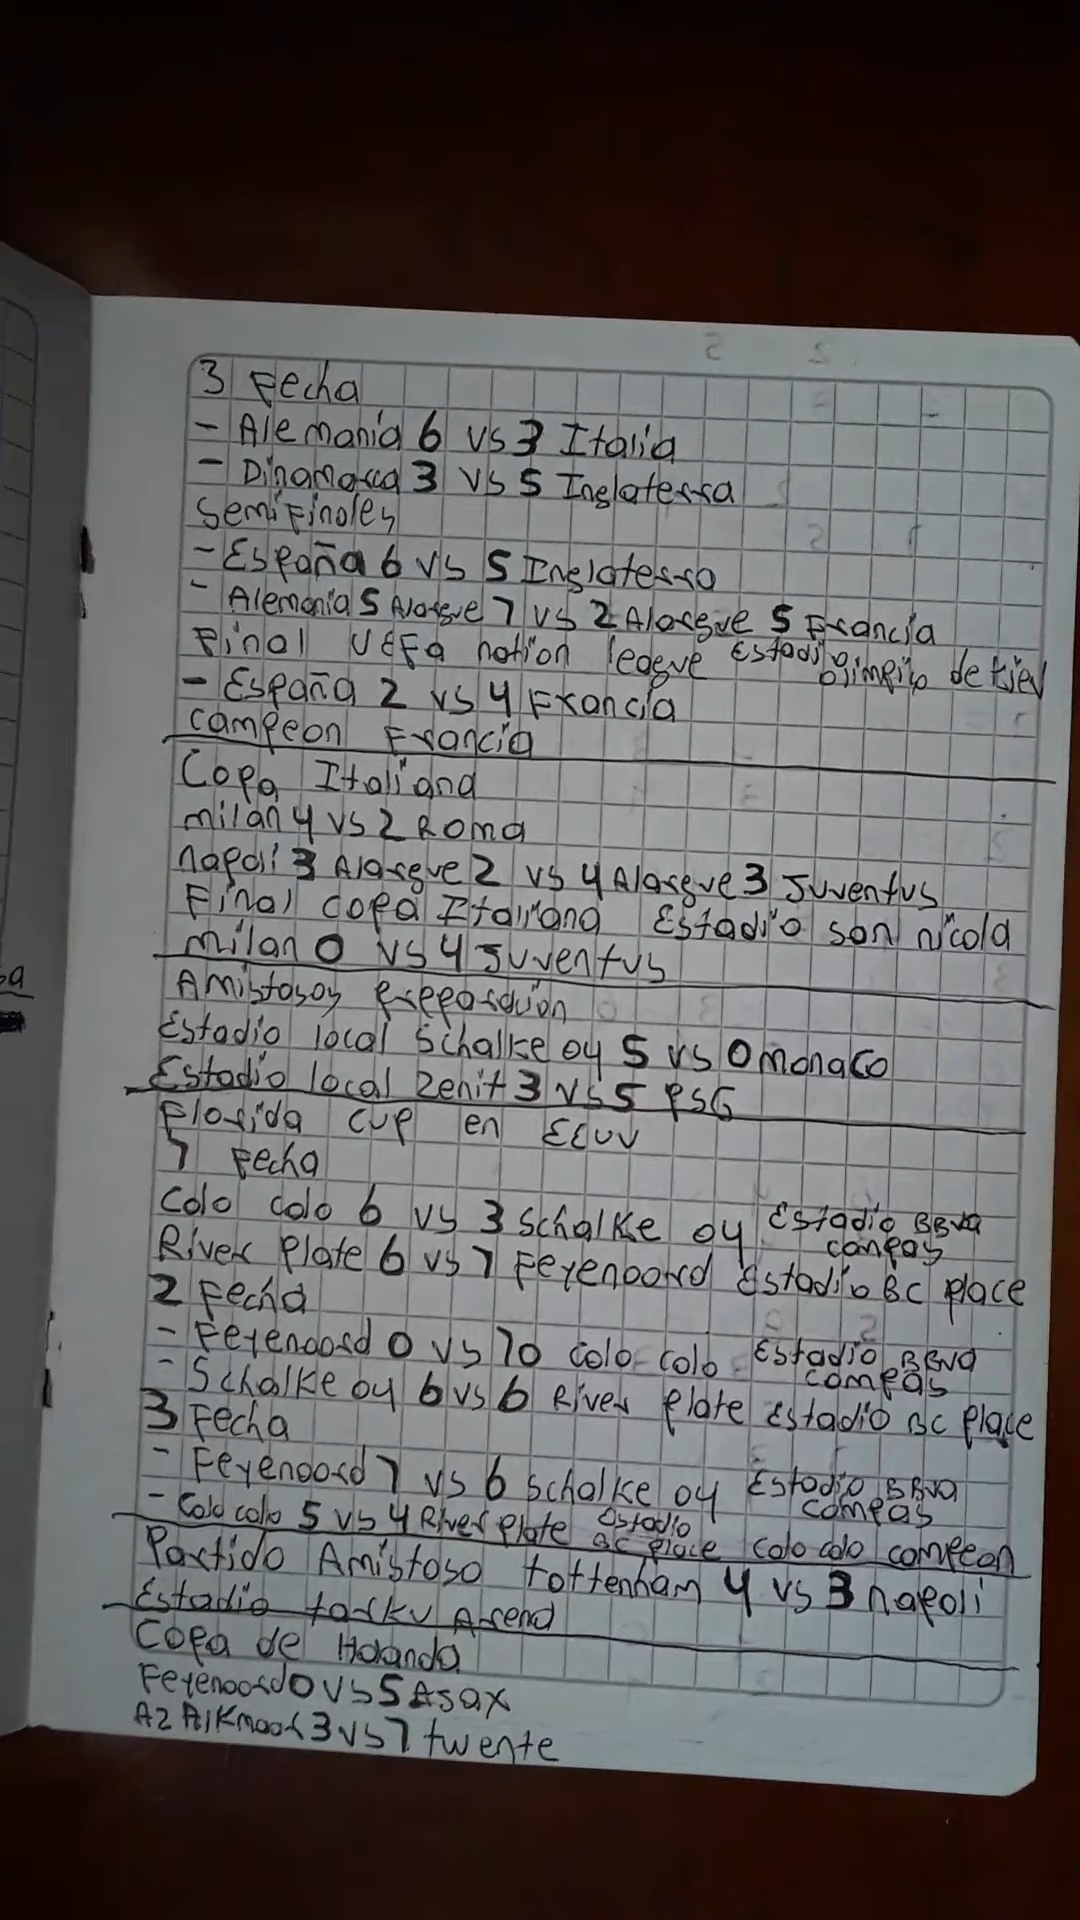 3 Fecha
- Alemania 6 vs 3 Italia
- Dinamarca 3 vs 5 Inglaterra
Semifinales
- España 6 vs 5 Inglaterra
- Alemania 5 Alargue 7 vs 2 Alargue 5 Francia
Final UEFA nation league Estadio olimpico de kiev
- España 2 vs 4 Francia
campeon Francia
Copa Italiana
milan 4 vs 2 Roma
napoli 3 Alargue 2 vs 4 Alargue 3 Juventus
Final copa Italiana Estadio san nicola
milan 0 vs 4 Juventus
Amistosos preparacion
Estadio local Schalke 04 5 vs 0 monaco
Estadio local zenit 3 vs 5 PSG
Florida cup en EEUU
1 Fecha
Colo colo 6 vs 3 Schalke 04 Estadio BBva compas
River Plate 6 vs 7 Feyenoord Estadio BC place
2 Fecha
- Feyenoord 0 vs 10 colo-colo Estadio BBva compas
- Schalke 04 6 vs 6 River plate Estadio BC place
3 Fecha
- Feyenoord 7 vs 6 schalke 04 Estadio BBva compas
- Colo colo 5 vs 4 River plate Estadio BC place colo colo campeon
Partido Amistoso tottenham 4 vs 3 napoli
Estadio Arena
Copa de Holanda
Feyenoord 0 vs 5 Ajax
AZ Alkmaar 3 vs 7 twente